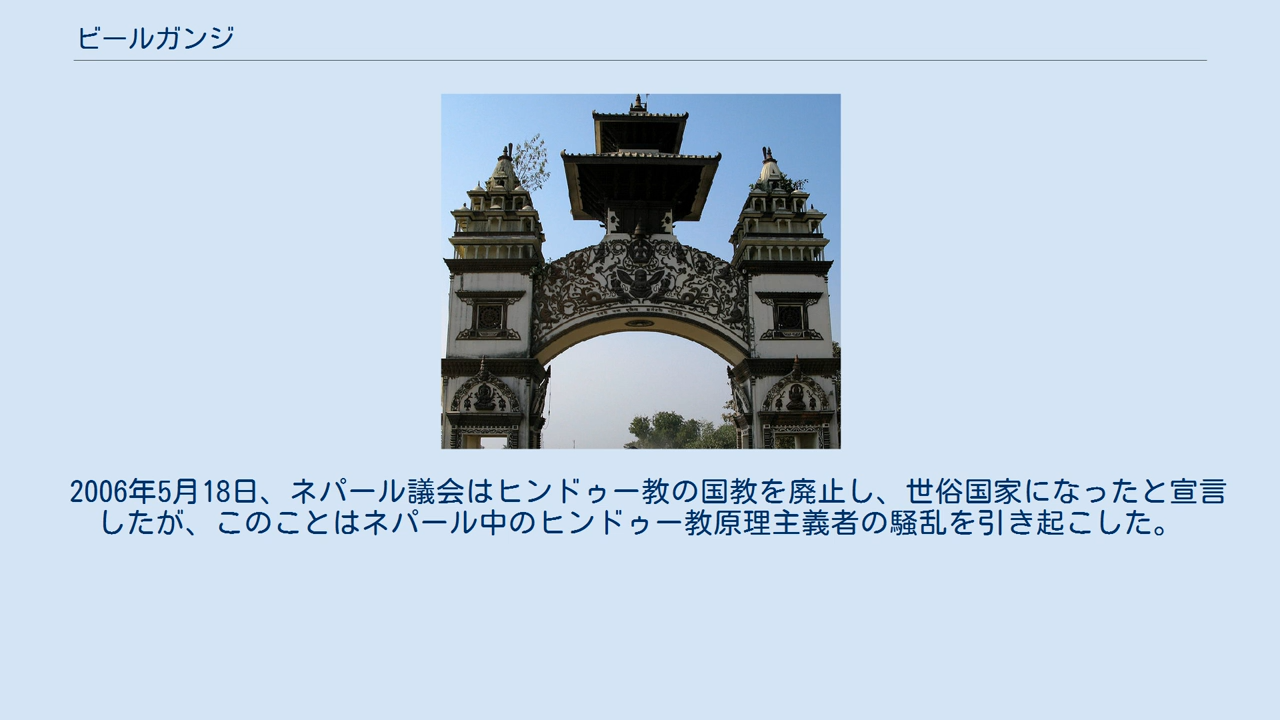 ビールガンジ
2006年5月18日、ネパール議会はヒンドゥー教の国教を廃止し、世俗国家になったと宣言
したが、このことはネパール中のヒンドゥー教原理主義者の騒乱を引き起こした。